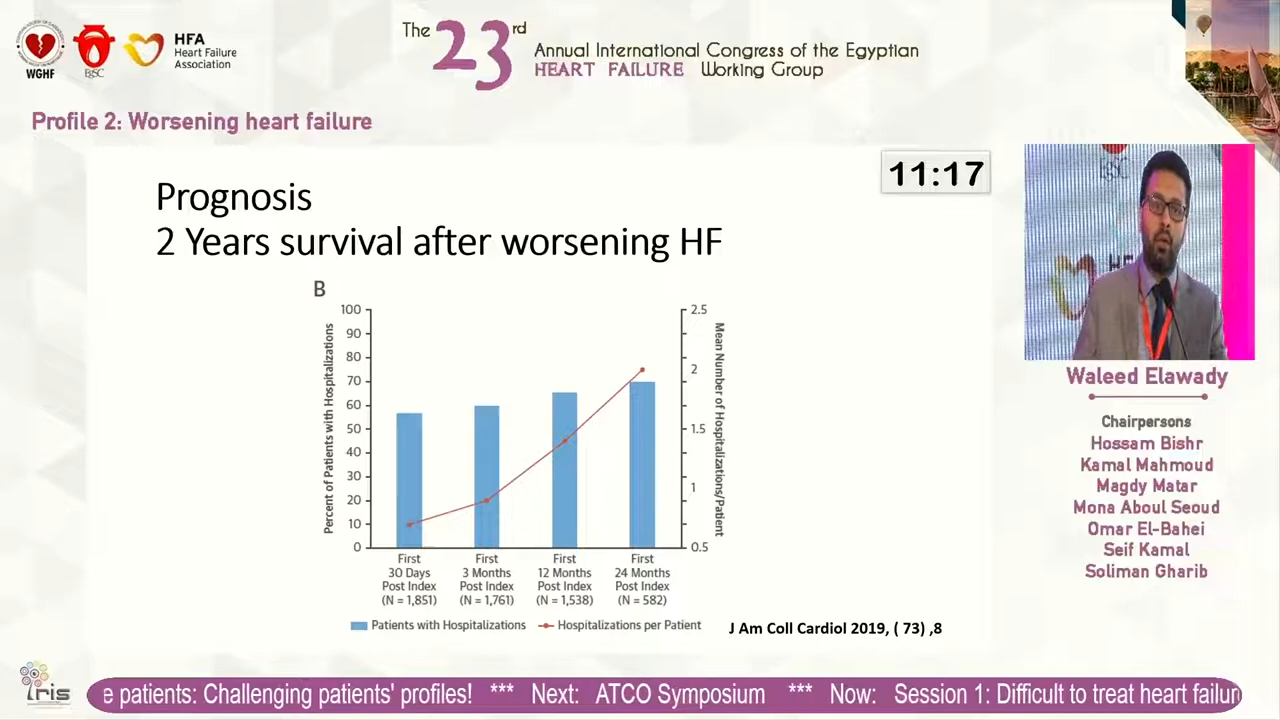 WGHF
EgSC
HFA
Heart Failure
Association
The 23rd
Annual International Congress of the Egyptian
HEART FAILURE Working Group
Profile 2: Worsening heart failure
11:17
Prognosis
2 Years survival after worsening HF
B
Percent of Patients with Hospitalizations
100
90
80
70
60
50
40
30
20
10
0
2.5
2
1.5
1
0.5
Mean Number of Hospitalizations/Patient
First
30 Days
Post Index
(N = 1,851)
First
3 Months
Post Index
(N = 1,761)
First
12 Months
Post Index
(N = 1,538)
First
24 Months
Post Index
(N = 582)
Patients with Hospitalizations
Hospitalizations per Patient
J Am Coll Cardiol 2019, ( 73) ,8
Waleed Elawady
Chairpersons
Hossam Bishr
Kamal Mahmoud
Magdy Matar
Mona Aboul Seoud
Omar El-Bahei
Seif Kamal
Soliman Gharib
iris
e patients: Challenging patients' profiles! *** Next: ATCO Symposium *** Now: Session 1: Difficult to treat heart failur